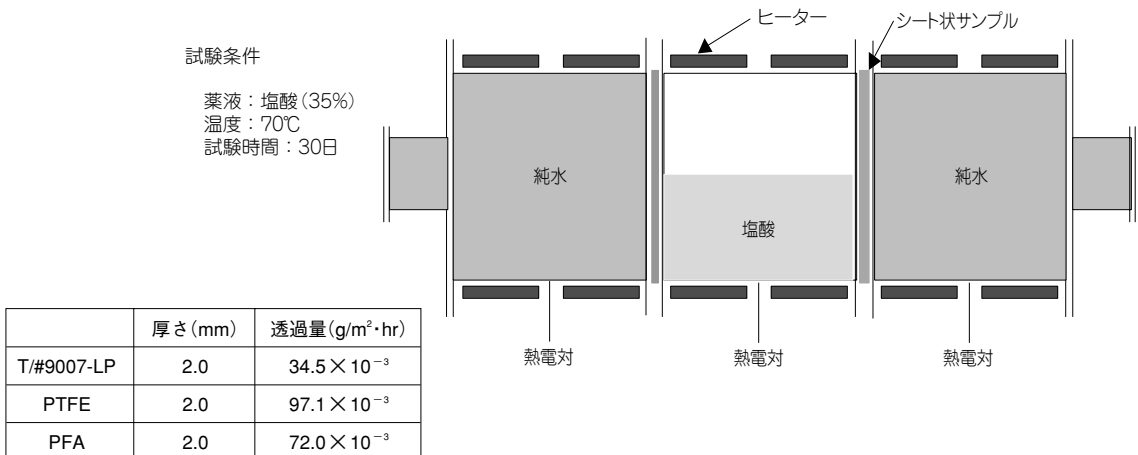 試験条件
薬液：塩酸（35%）
温度：70℃
試験時間：30日
ヒーター
シート状サンプル
純水
塩酸
純水
熱電対
熱電対
熱電対
厚さ（mm） 透過量（g/m²･hr）
T/#9007-LP 2.0 34.5×10⁻³
PTFE 2.0 97.1×10⁻³
PFA 2.0 72.0×10⁻³